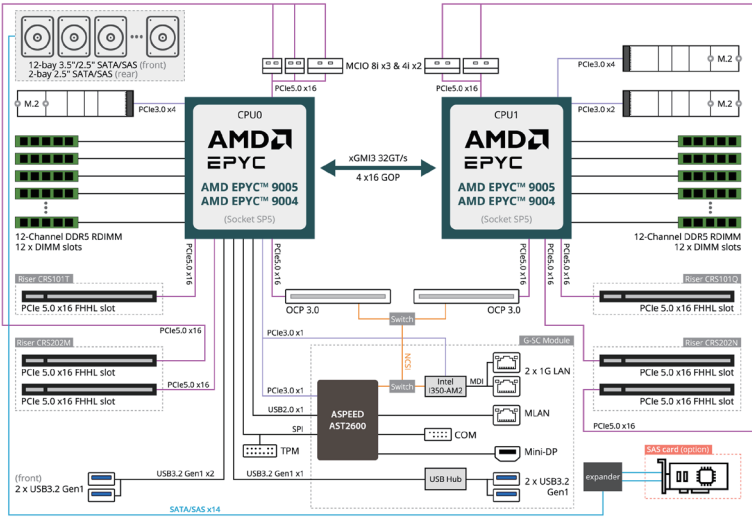 12-bay 3.5"/2.5" SATA/SAS (front)
2-bay 2.5" SATA/SAS (rear)
MCIO 8i x3 & 4i x2
PCIe5.0 x16
PCIe5.0 x16
PCIe3.0 x4
M.2
PCIe3.0 x2
M.2
M.2
PCIe3.0 x4
CPU0
AMD
EPYC
AMD EPYC™ 9005
AMD EPYC™ 9004
(Socket SP5)
xGMI3 32GT/s
4 x16 GOP
CPU1
AMD
EPYC
AMD EPYC™ 9005
AMD EPYC™ 9004
(Socket SP5)
12-Channel DDR5 RDIMM
12 x DIMM slots
12-Channel DDR5 RDIMM
12 x DIMM slots
PCIe5.0 x16
PCIe5.0 x16
PCIe5.0 x16
PCIe5.0 x16
PCIe5.0 x16
PCIe5.0 x16
Riser CRS101T
PCIe 5.0 x16 FHHL slot
OCP 3.0
OCP 3.0
Riser CRS101Q
PCIe 5.0 x16 FHHL slot
Switch
PCIe5.0 x16
PCIe3.0 x1
Riser CRS202M
PCIe 5.0 x16 FHHL slot
PCIe5.0 x16
PCIe 5.0 x16 FHHL slot
NCSI
G-SC Module
Riser CRS202N
PCIe 5.0 x16 FHHL slot
PCIe 5.0 x16 FHHL slot
PCIe5.0 x16
PCIe3.0 x1
Switch
Intel
I350-AM2
MDI
2 x 1G LAN
ASPEED
AST2600
USB2.0 x1
MLAN
SPI
COM
TPM
Mini-DP
SAS card (option)
(front)
2 x USB3.2 Gen1
USB3.2 Gen1 x2
USB3.2 Gen1 x1
USB Hub
2 x USB3.2
Gen1
expander
SATA/SAS x14